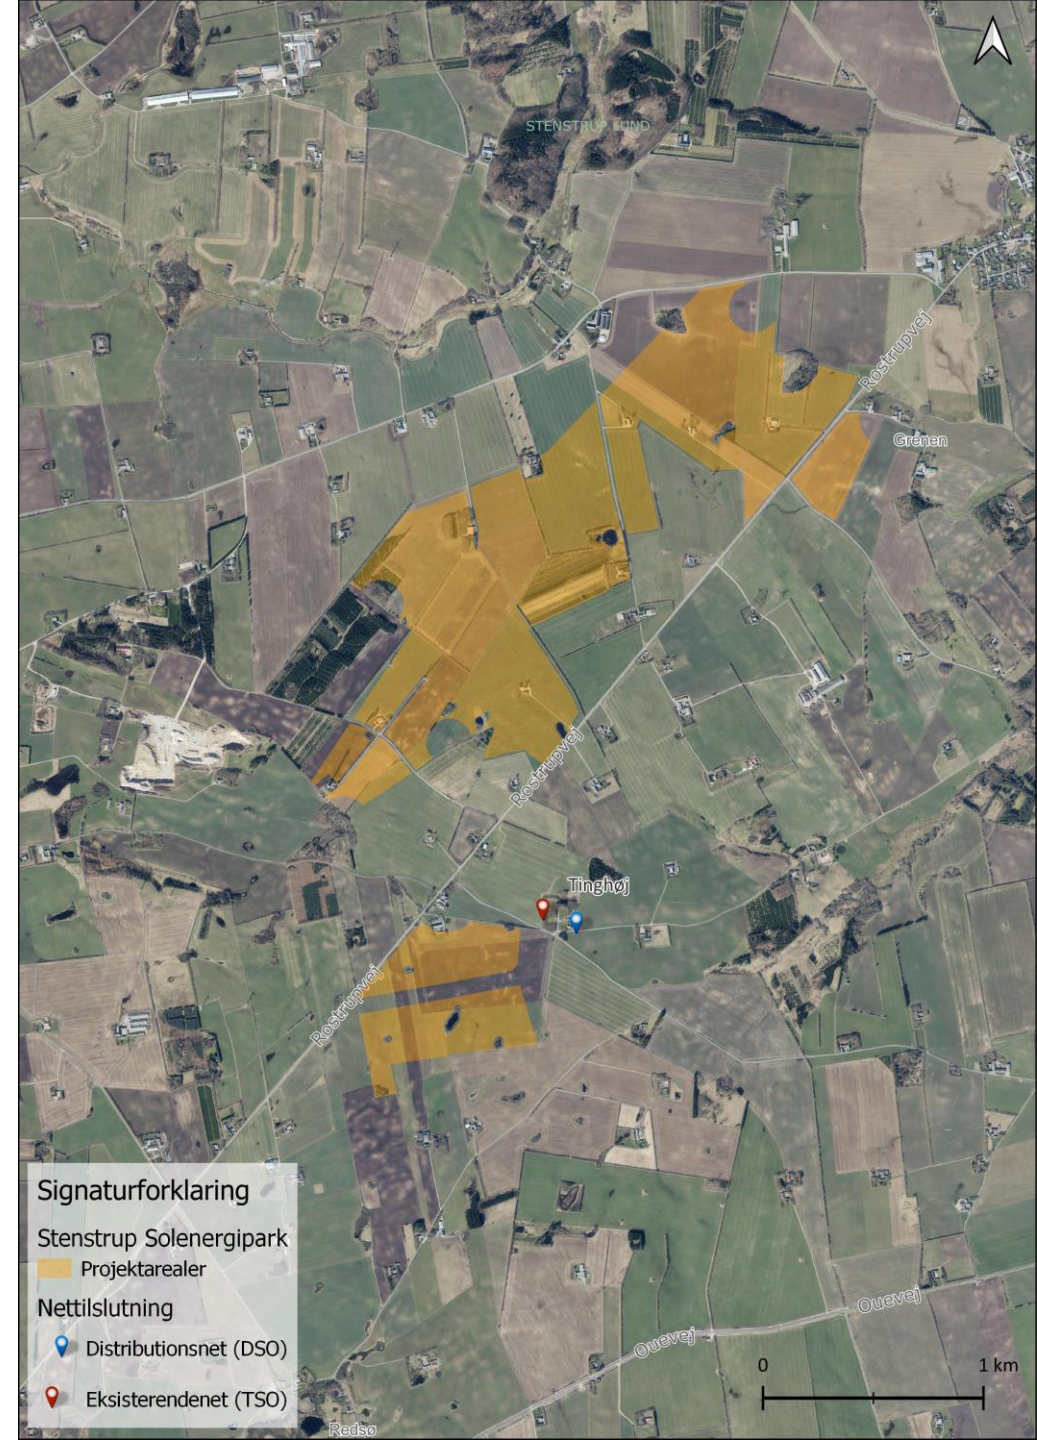 STENSTRUP LUND
Rostrupvej
Grenen
Rostrupvej
Tinghøj
Rostrupvej
Signaturforklaring
Stenstrup Solenergipark
Projektarealer
Nettilslutning
Distributionsnet (DSO)
Eksisterendenet (TSO)
Ouevej
Ouevej
0 1 km
Redsø